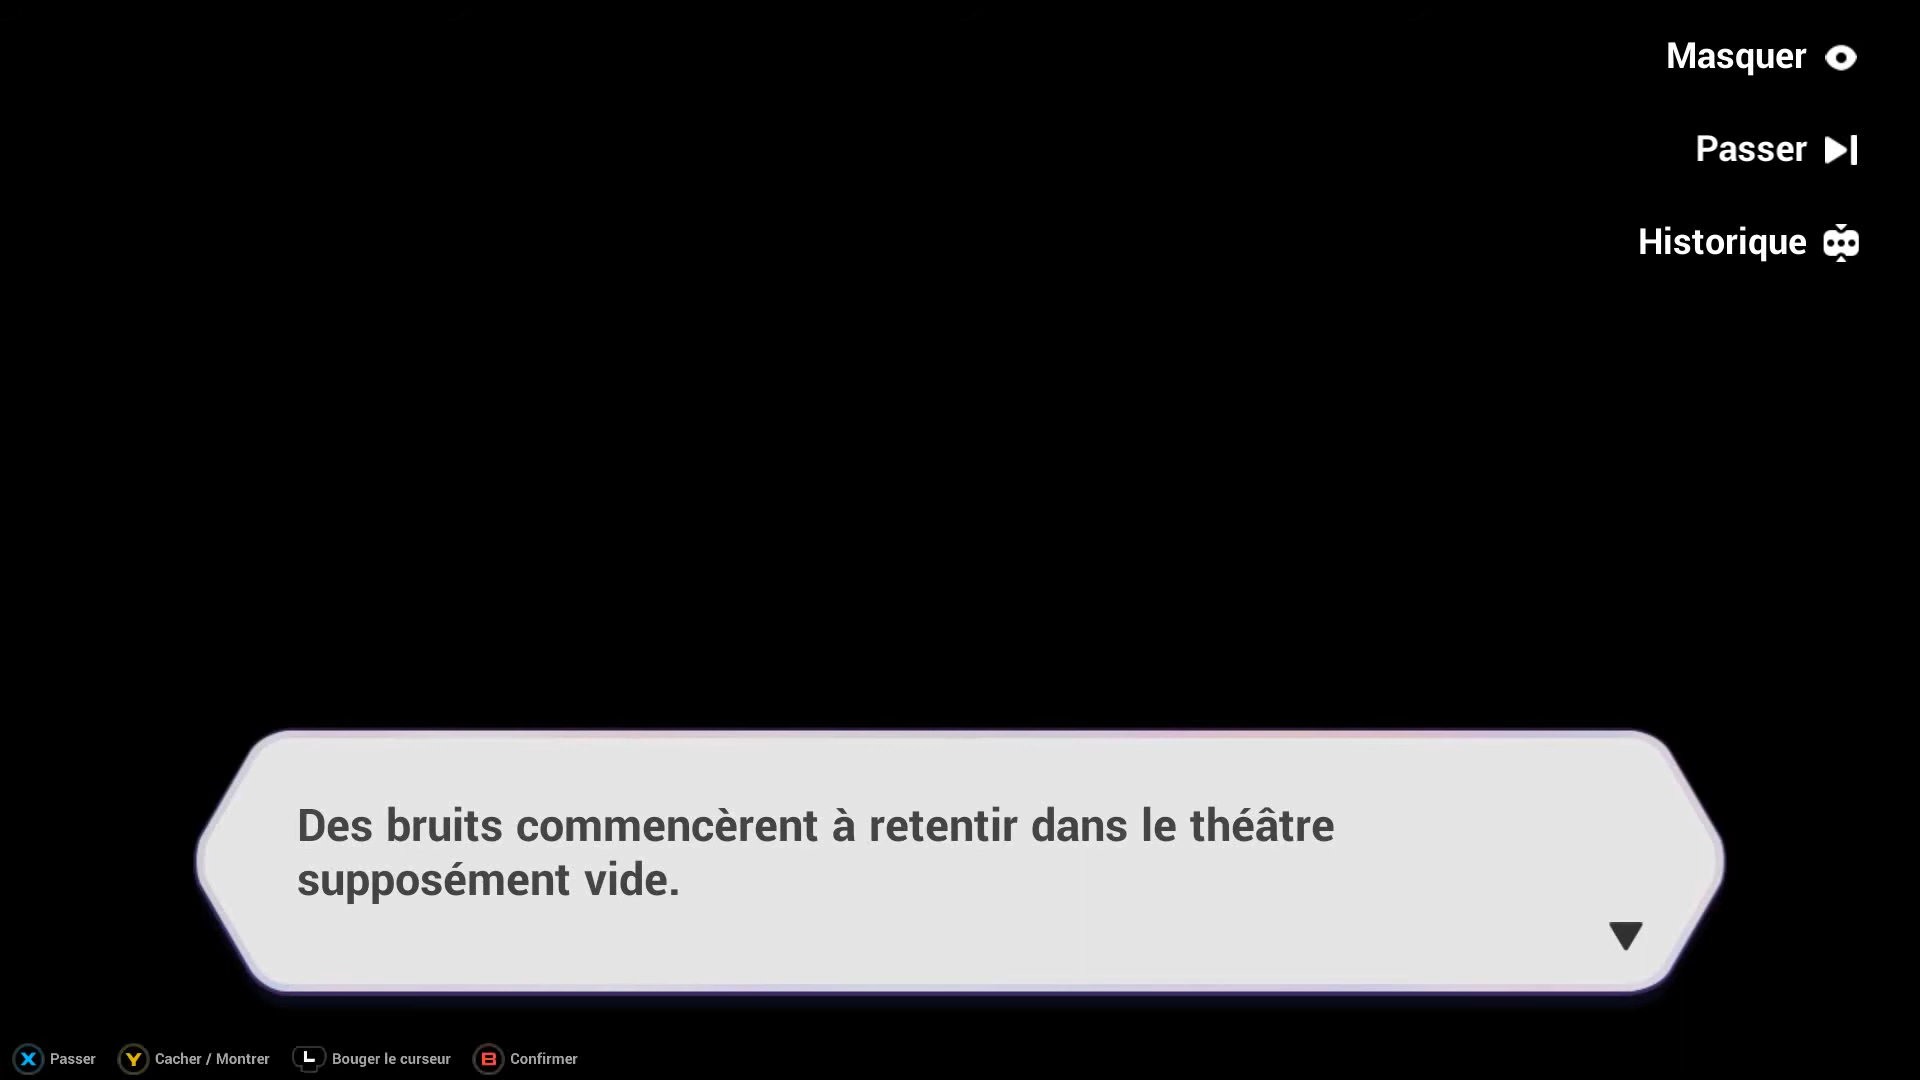 Masquer
Passer
Historique
Des bruits commencèrent à retentir dans le théâtre
supposément vide.
X Passer Y Cacher / Montrer L Bouger le curseur B Confirmer